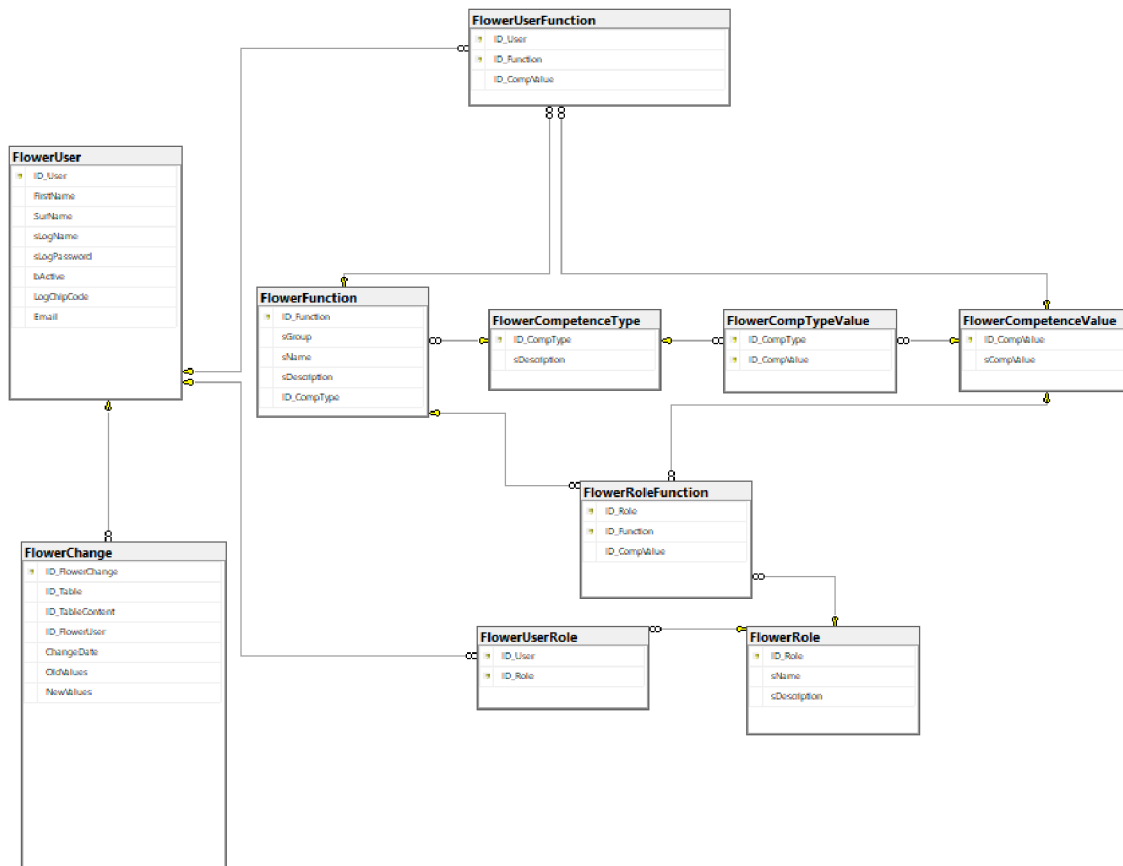 FlowerUserFunction
ID_User
ID_Function
ID_CompValue
FlowerUser
ID_User
FirstName
SurName
sLogName
sLogPassword
bActive
LogChipCode
Email
FlowerFunction
ID_Function
sGroup
sName
sDescription
ID_CompType
FlowerCompetenceType
ID_CompType
sDescription
FlowerCompTypeValue
ID_CompType
ID_CompValue
FlowerCompetenceValue
ID_CompValue
sCompValue
FlowerRoleFunction
ID_Role
ID_Function
ID_CompValue
FlowerChange
ID_FlowerChange
ID_Table
ID_TableContent
ID_FlowerUser
ChangeDate
OldValues
NewValues
FlowerUserRole
ID_User
ID_Role
FlowerRole
ID_Role
sName
sDescription